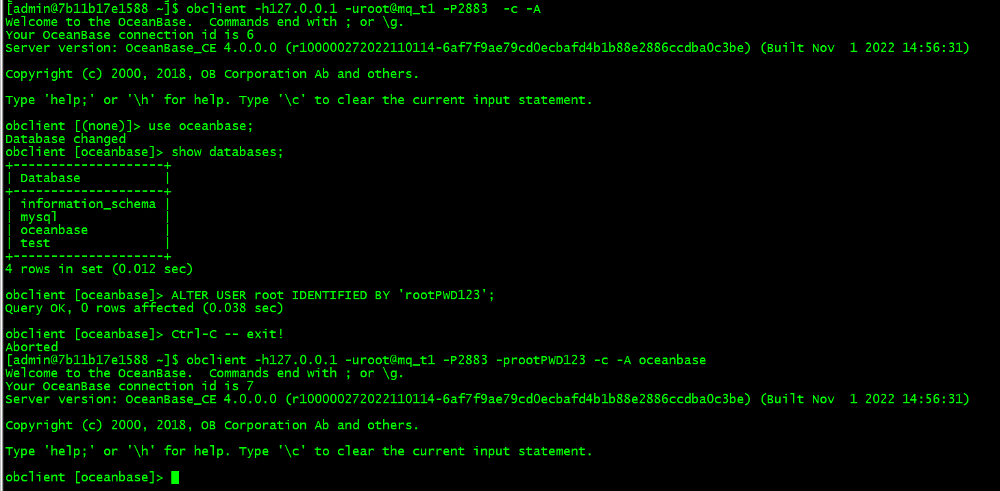 [admin@7b11b17e1588 ~]$ obclient -h127.0.0.1 -uroot@mq_t1 -P2883  -c -A
Welcome to the OceanBase.  Commands end with ; or \g.
Your OceanBase connection id is 6
Server version: OceanBase_CE 4.0.0.0 (r100000272022110114-6af7f9ae79cd0ecbafd4b1b88e2886ccdba0c3be) (Built Nov  1 2022 14:56:31)
Copyright (c) 2000, 2018, OB Corporation Ab and others.
Type 'help;' or '\h' for help. Type '\c' to clear the current input statement.
obclient [(none)]> use oceanbase;
Database changed
obclient [oceanbase]> show databases;
+--------------------+
| Database           |
+--------------------+
| information_schema |
| mysql              |
| oceanbase          |
| test               |
+--------------------+
4 rows in set (0.012 sec)
obclient [oceanbase]> ALTER USER root IDENTIFIED BY 'rootPWD123';
Query OK, 0 rows affected (0.038 sec)
obclient [oceanbase]> Ctrl-C -- exit!
Aborted
[admin@7b11b17e1588 ~]$ obclient -h127.0.0.1 -uroot@mq_t1 -P2883 -prootPWD123 -c -A oceanbase
Welcome to the OceanBase.  Commands end with ; or \g.
Your OceanBase connection id is 7
Server version: OceanBase_CE 4.0.0.0 (r100000272022110114-6af7f9ae79cd0ecbafd4b1b88e2886ccdba0c3be) (Built Nov  1 2022 14:56:31)
Copyright (c) 2000, 2018, OB Corporation Ab and others.
Type 'help;' or '\h' for help. Type '\c' to clear the current input statement.
obclient [oceanbase]>